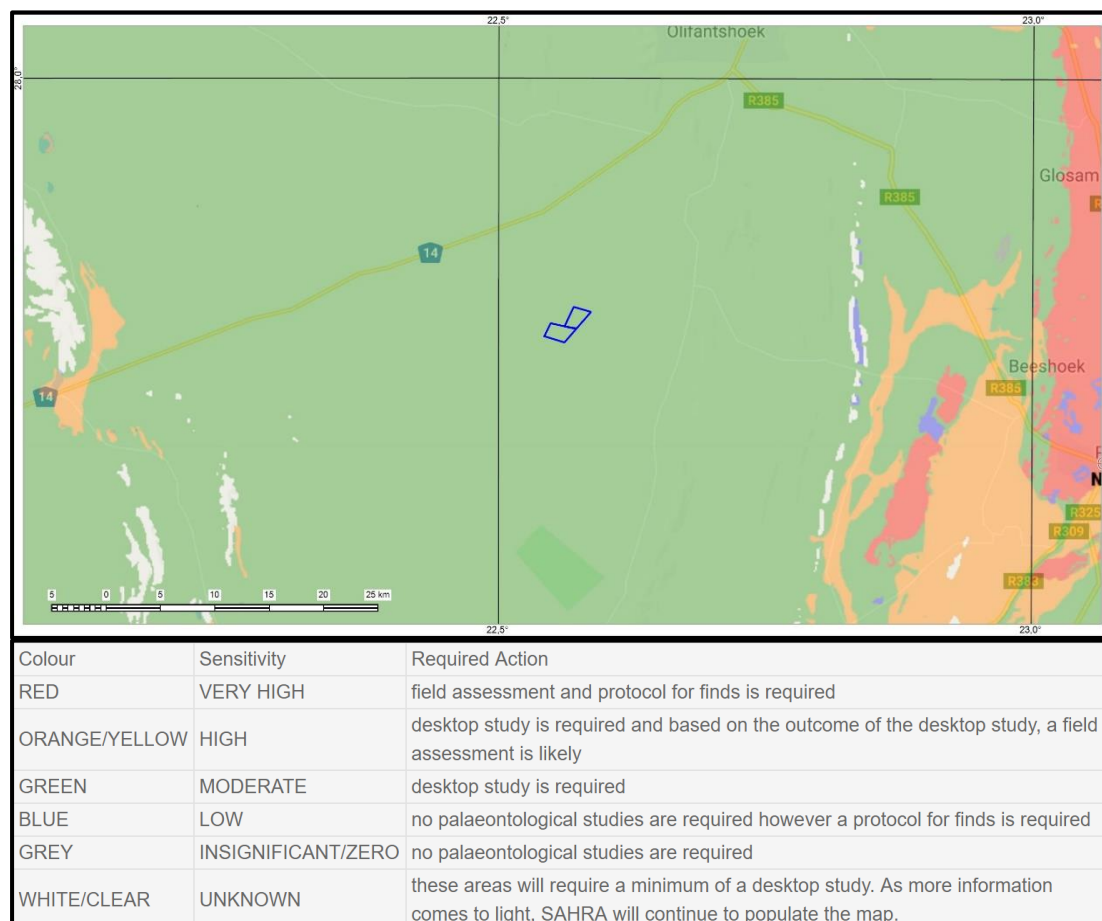 22,5° 23,0°
Olifantshoek
28,0°
R385
Glosam
R385
R
14
Beeshoek
R385
14
P
N
R325
R309
R383
5 0 5 10 15 20 25 km
22,5° 23,0°
Colour Sensitivity Required Action
RED VERY HIGH field assessment and protocol for finds is required
ORANGE/YELLOW HIGH desktop study is required and based on the outcome of the desktop study, a field
assessment is likely
GREEN MODERATE desktop study is required
BLUE LOW no palaeontological studies are required however a protocol for finds is required
GREY INSIGNIFICANT/ZERO no palaeontological studies are required
WHITE/CLEAR UNKNOWN these areas will require a minimum of a desktop study. As more information
comes to light, SAHRA will continue to populate the map.